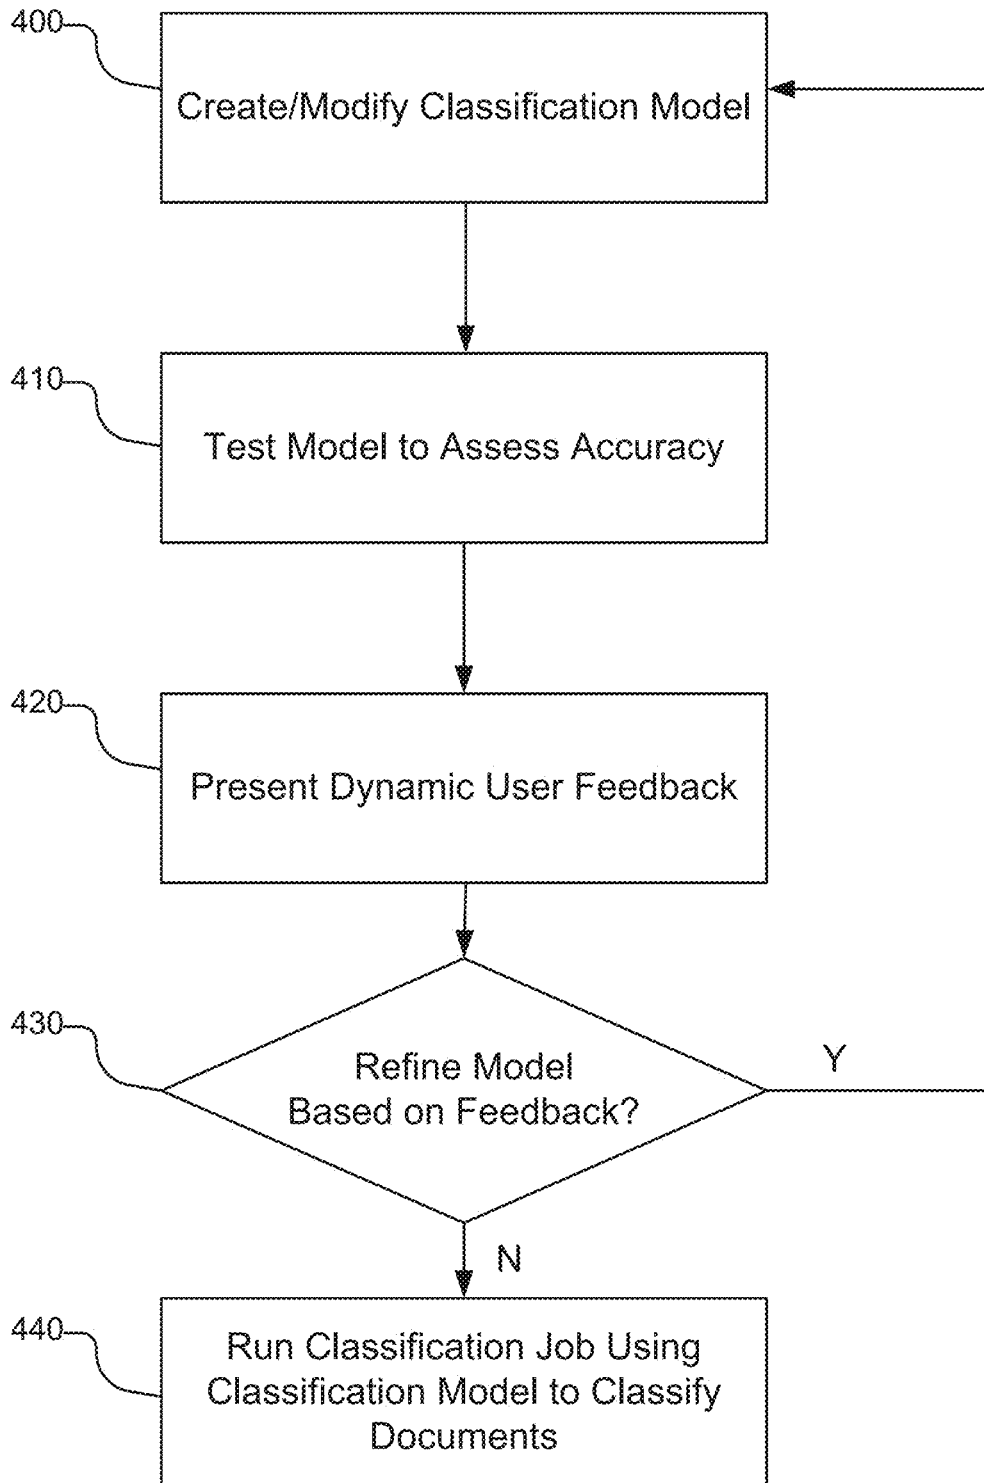 400
Create/Modify Classification Model
410
Test Model to Assess Accuracy
420
Present Dynamic User Feedback
430
Refine Model
Based on Feedback?
Y
N
440
Run Classification Job Using
Classification Model to Classify
Documents